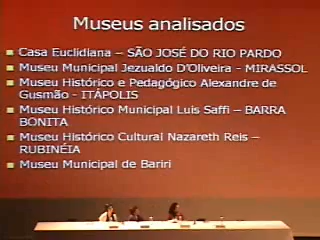 Museus analisados
Casa Euclidiana – SÃO JOSÉ DO RIO PARDO
Museu Municipal Jezualdo D'Oliveira - MIRASSOL
Museu Histórico e Pedagógico Alexandre de
Gusmão - ITÁPOLIS
Museu Histórico Municipal Luis Saffi – BARRA
BONITA
Museu Histórico Cultural Nazareth Reis –
RUBINÉIA
Museu Municipal de Bariri